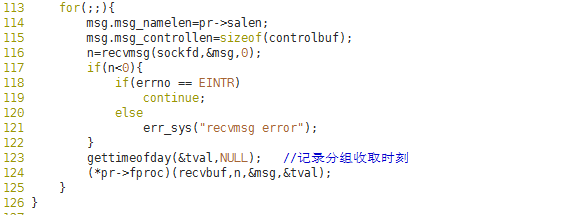 113     for(;;){
114         msg.msg_namelen=pr->salen;
115         msg.msg_controllen=sizeof(controlbuf);
116         n=recvmsg(sockfd,&msg,0);
117         if(n<0){
118             if(errno == EINTR)
119                 continue;
120             else
121                 err_sys("recvmsg error");
122         }
123         gettimeofday(&tval,NULL);   //记录分组收取时刻
124         (*pr->fproc)(recvbuf,n,&msg,&tval);
125     }
126 }